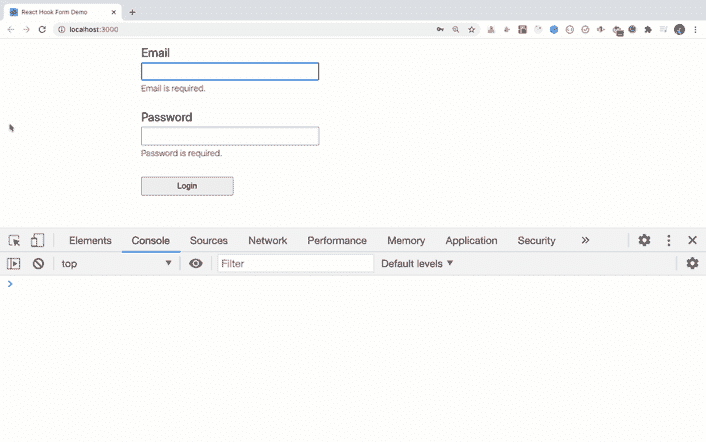 React Hook Form Demo
localhost:3000
Email
Email is required.
Password
Password is required.
Login
Elements Console Sources Network Performance Memory Application Security
top Filter Default levels